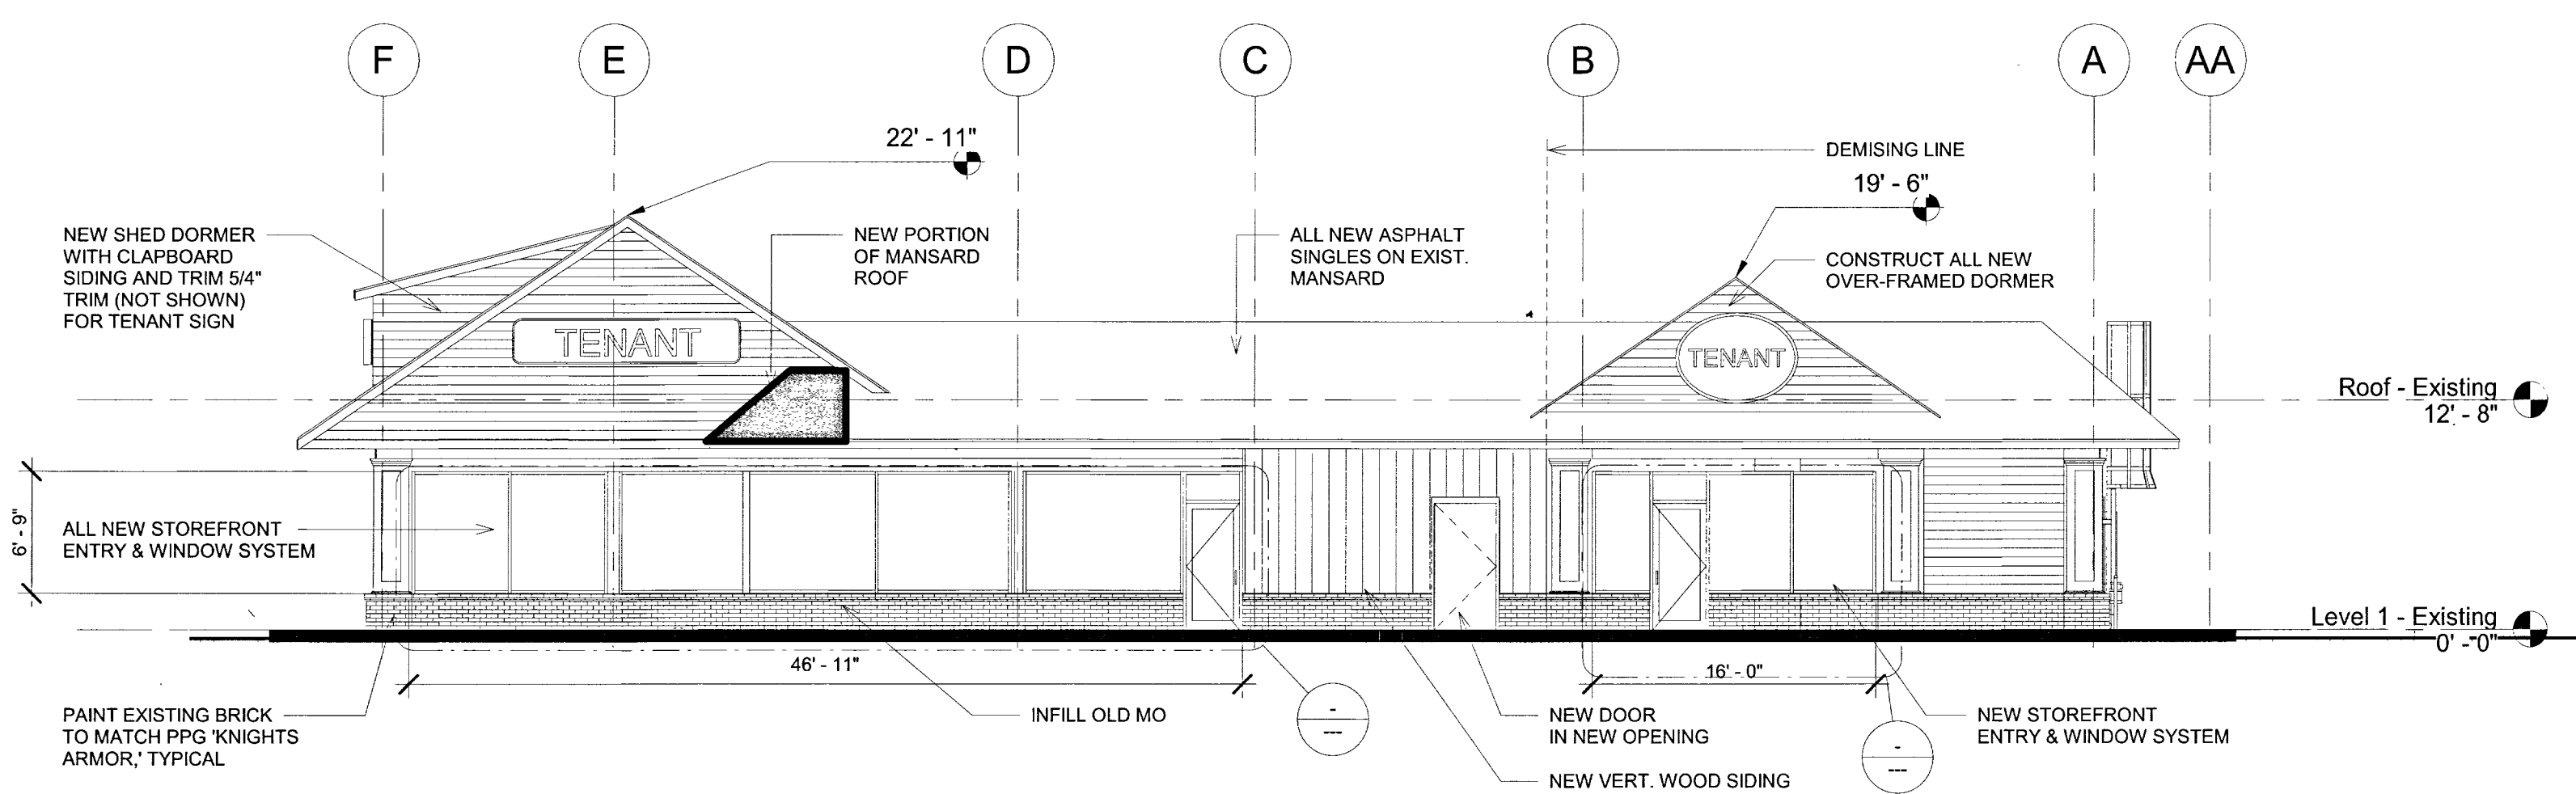 F
E
D
C
B
A
AA
22' - 11"
DEMISING LINE
19' - 6"
NEW SHED DORMER
WITH CLAPBOARD
SIDING AND TRIM 5/4"
TRIM (NOT SHOWN)
FOR TENANT SIGN
NEW PORTION
OF MANSARD
ROOF
ALL NEW ASPHALT
SINGLES ON EXIST.
MANSARD
CONSTRUCT ALL NEW
OVER-FRAMED DORMER
TENANT
TENANT
Roof - Existing
12' - 8"
6' - 9"
ALL NEW STOREFRONT
ENTRY & WINDOW SYSTEM
Level 1 - Existing
0' - 0"
46' - 11"
16' - 0"
PAINT EXISTING BRICK
TO MATCH PPG 'KNIGHTS
ARMOR,' TYPICAL
INFILL OLD MO
-
---
NEW DOOR
IN NEW OPENING
-
---
NEW STOREFRONT
ENTRY & WINDOW SYSTEM
NEW VERT. WOOD SIDING